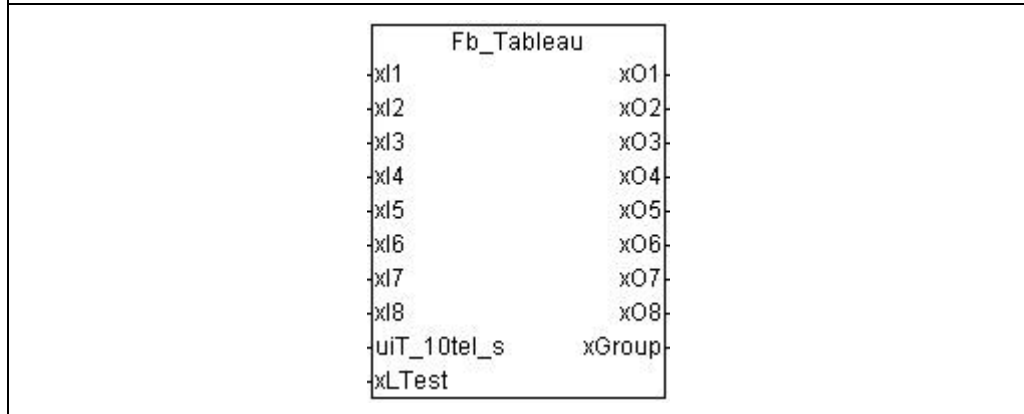 Fb_Tableau
xI1 xO1
xI2 xO2
xI3 xO3
xI4 xO4
xI5 xO5
xI6 xO6
xI7 xO7
xI8 xO8
uiT_10tel_s xGroup
xLTest